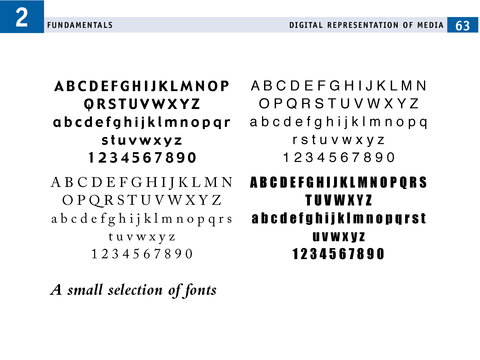 2
FUNDAMENTALS
DIGITAL REPRESENTATION OF MEDIA
63
ABCDEFGHIJKLMNOP
QRSTUVWXYZ
abcdefghijklmnopqr
stuvwxyz
1234567890
ABCDEFGHIJKLMN
OPQRSTUVWXYZ
abcdefghijklmnopq
rstuvwxyz
1234567890
ABCDEFGHIJKLMN
OPQRSTUVWXYZ
abcdefghijklmnopqrs
tuvwxyz
1234567890
ABCDEFGHIJKLMNOPQRS
TUVWXYZ
abcdefghijklmnopqrst
uvwxyz
1234567890
A small selection of fonts